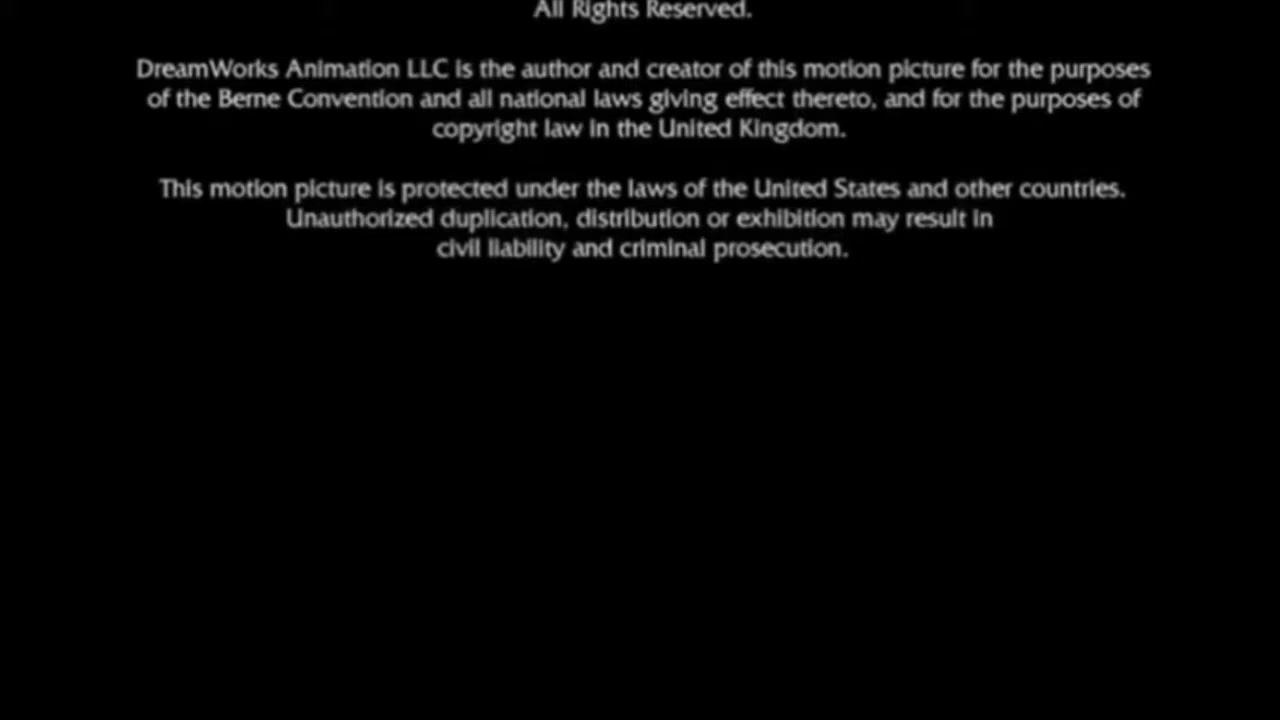 All Rights Reserved.
DreamWorks Animation LLC is the author and creator of this motion picture for the purposes
of the Berne Convention and all national laws giving effect thereto, and for the purposes of
copyright law in the United Kingdom.
This motion picture is protected under the laws of the United States and other countries.
Unauthorized duplication, distribution or exhibition may result in
civil liability and criminal prosecution.